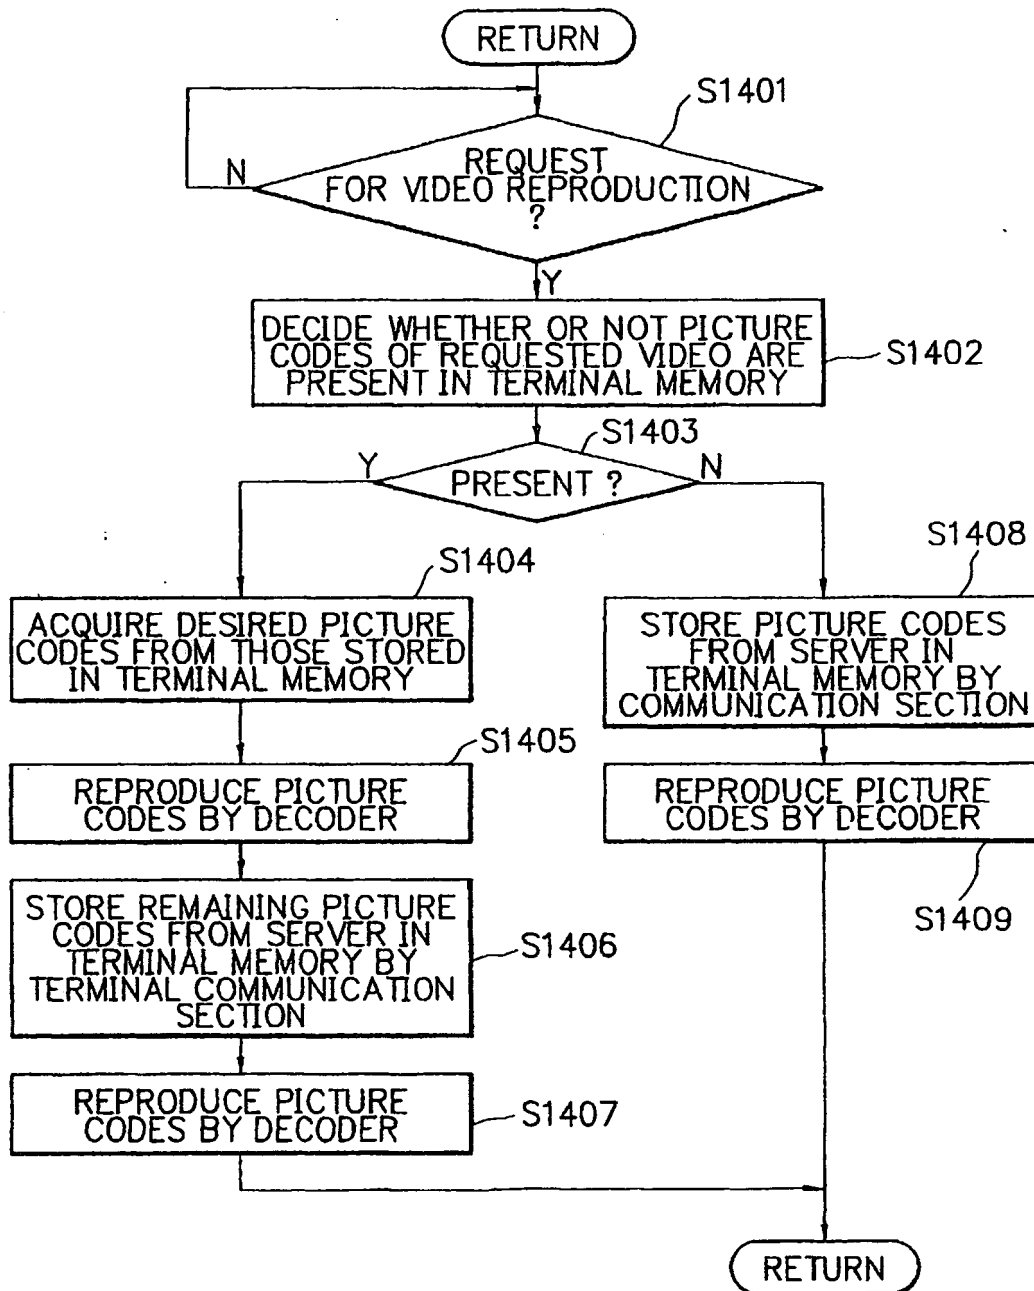 RETURN
S1401
REQUEST
FOR VIDEO REPRODUCTION
?
N
Y
DECIDE WHETHER OR NOT PICTURE
CODES OF REQUESTED VIDEO ARE
PRESENT IN TERMINAL MEMORY
S1402
S1403
Y
PRESENT ?
N
S1404
ACQUIRE DESIRED PICTURE
CODES FROM THOSE STORED
IN TERMINAL MEMORY
S1405
REPRODUCE PICTURE
CODES BY DECODER
STORE REMAINING PICTURE
CODES FROM SERVER IN
TERMINAL MEMORY BY
TERMINAL COMMUNICATION
SECTION
S1406
REPRODUCE PICTURE
CODES BY DECODER
S1407
S1408
STORE PICTURE CODES
FROM SERVER IN
TERMINAL MEMORY BY
COMMUNICATION SECTION
REPRODUCE PICTURE
CODES BY DECODER
S1409
RETURN